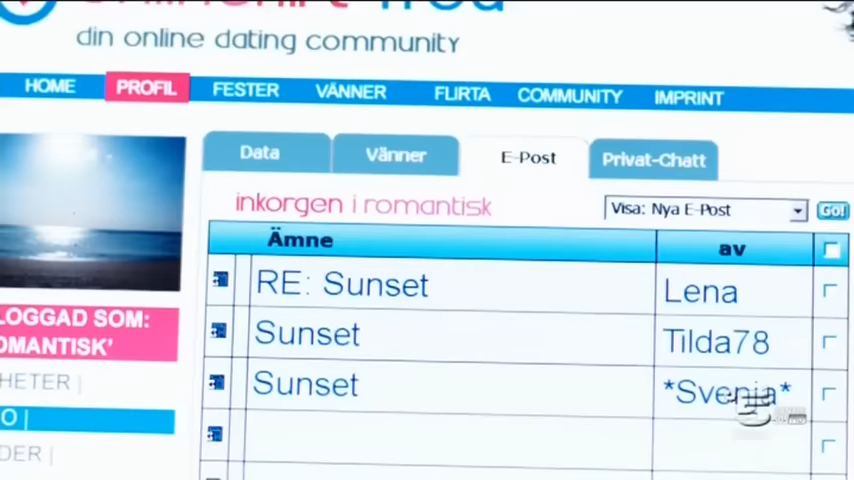 din online dating community
HOME PROFIL FESTER VÄNNER FLIRTA COMMUNITY IMPRINT
Data Vänner E-Post Privat-Chatt
inkorgen i romantisk Visa: Nya E-Post Go!
Ämne av
RE: Sunset Lena
Sunset Tilda78
Sunset *Svenja*
LOGGAD SOM:
OMANTISK'
HETER |
O |
DER |